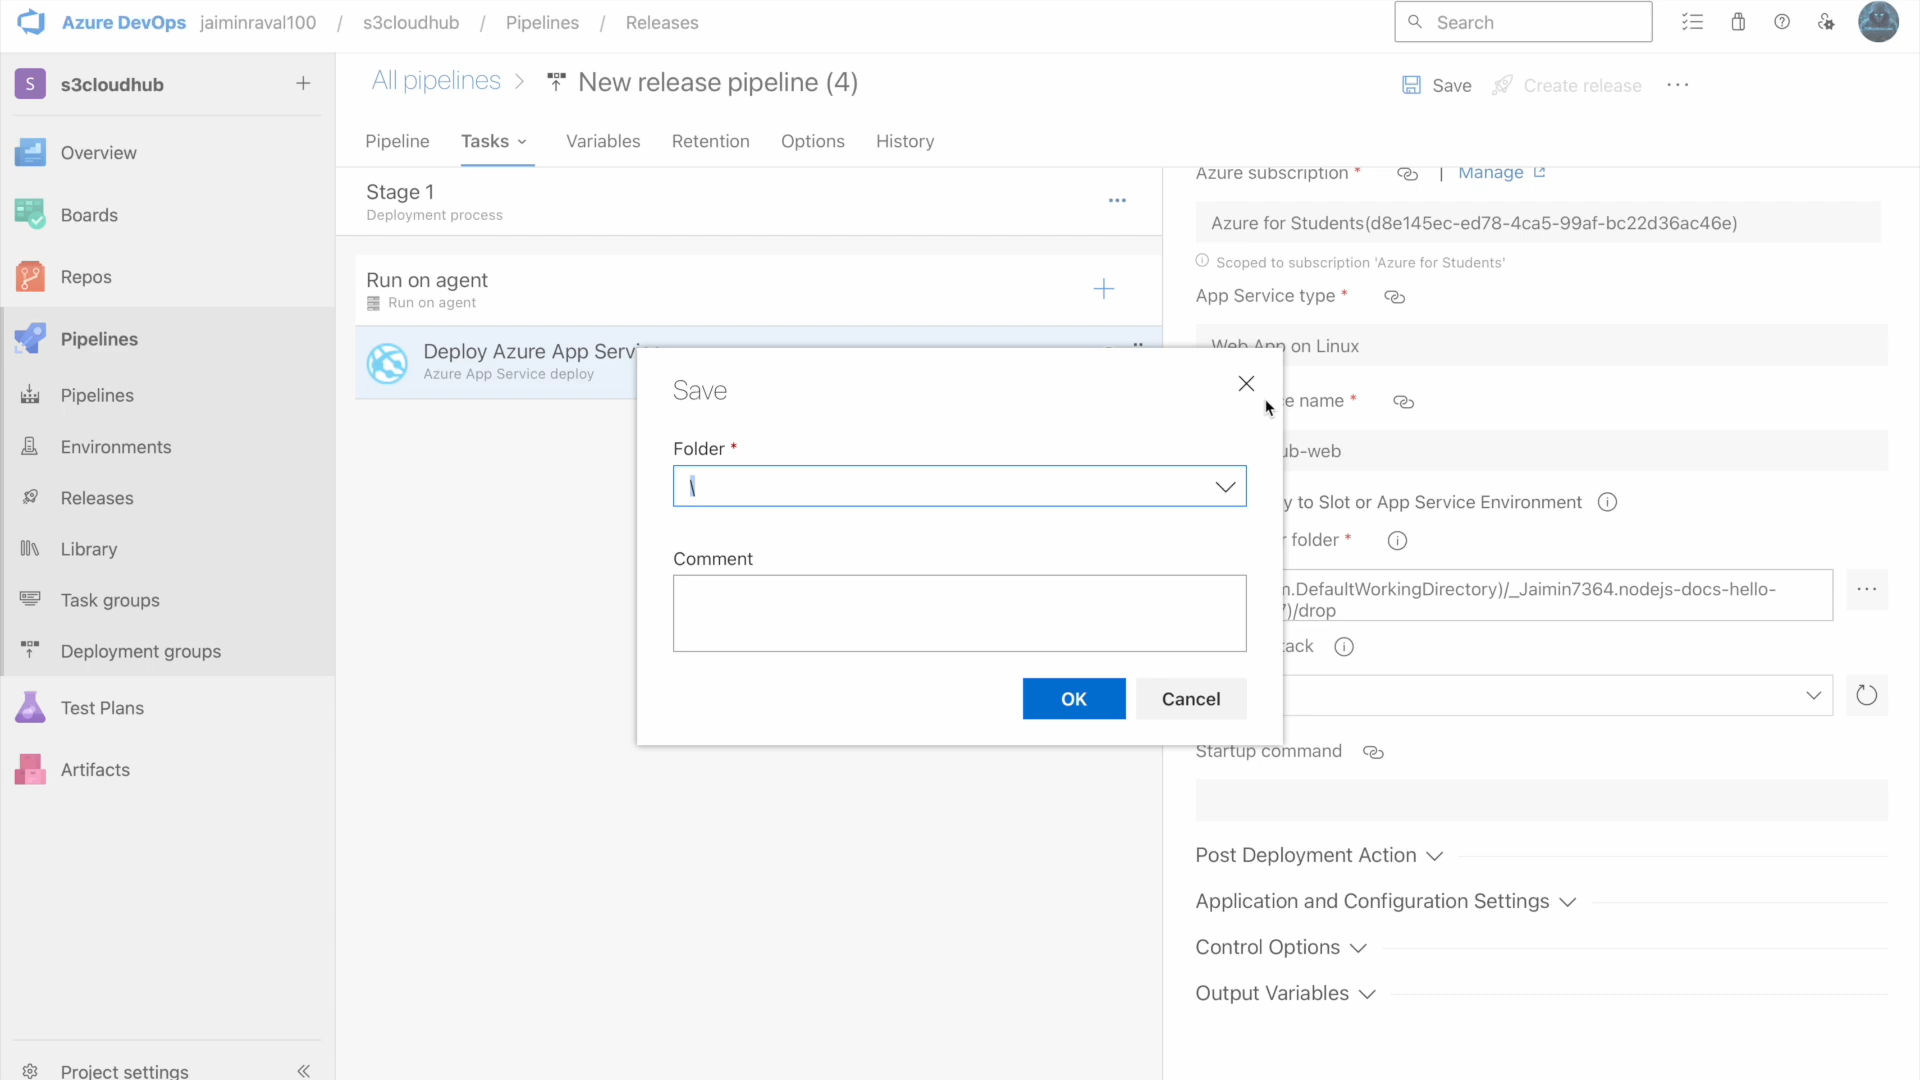 Azure DevOps jaiminraval100 / s3cloudhub / Pipelines / Releases
Search
S s3cloudhub
Overview
Boards
Repos
Pipelines
Pipelines
Environments
Releases
Library
Task groups
Deployment groups
Test Plans
Artifacts
Project settings
All pipelines > New release pipeline (4)
Save Create release
Pipeline Tasks Variables Retention Options History
Stage 1
Deployment process
Run on agent
Run on agent
Deploy Azure App
Azure App Service deploy
Save
Folder *
\
Comment
OK Cancel
Azure subscription * | Manage
Azure for Students(d8e145ec-ed78-4ca5-99af-bc22d36ac46e)
Scoped to subscription 'Azure for Students'
App Service type *
Web App on Linux
e name *
ub-web
y to Slot or App Service Environment
folder *
.DefaultWorkingDirectory)/_Jaimin7364.nodejs-docs-hello-
)/drop
ack
Startup command
Post Deployment Action
Application and Configuration Settings
Control Options
Output Variables